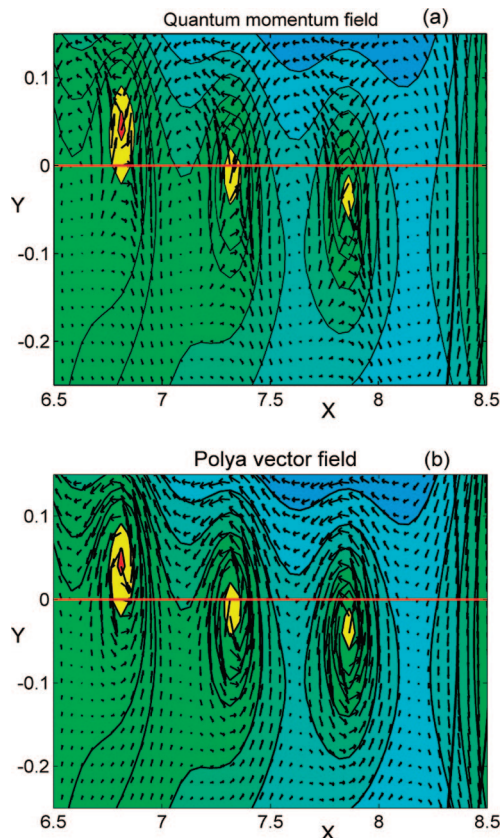 Quantum momentum field (a)
0.1
0
Y
-0.1
-0.2
6.5 7 7.5 X 8 8.5
Polya vector field (b)
0.1
0
Y
-0.1
-0.2
6.5 7 7.5 X 8 8.5